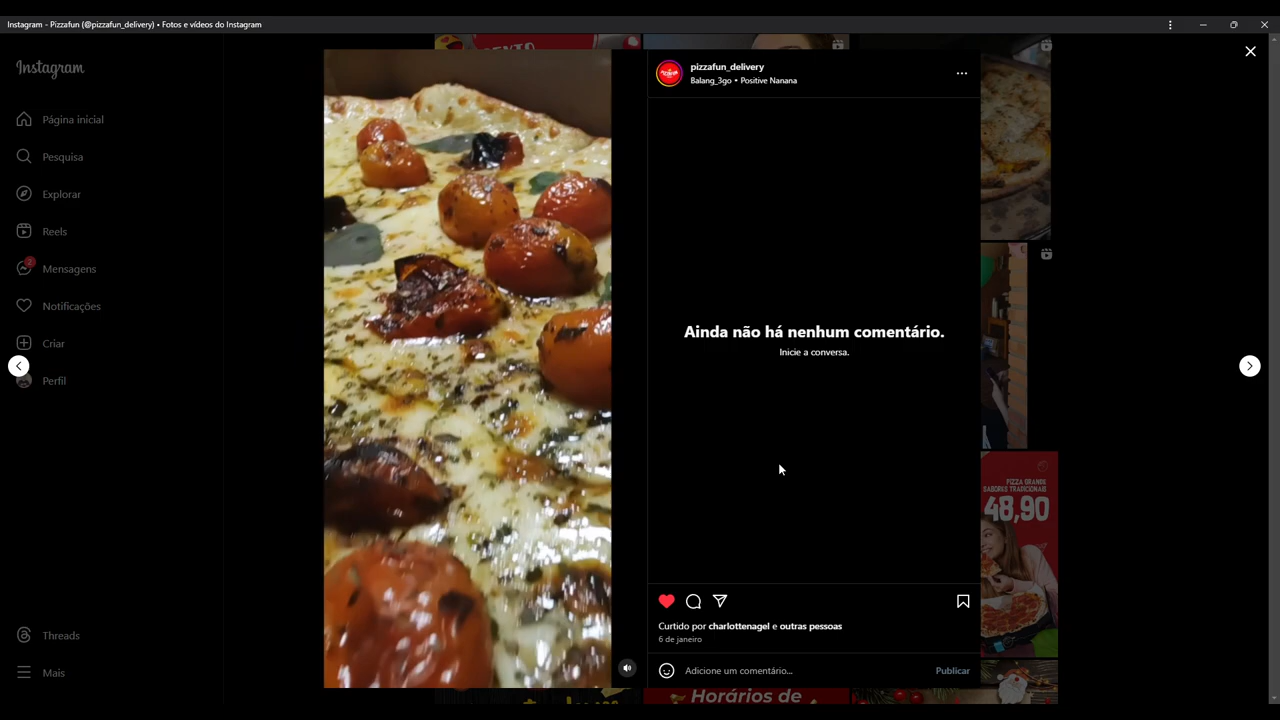 Instagram - Pizzafun (@pizzafun_delivery) • Fotos e vídeos do Instagram
Instagram
Página inicial
Pesquisa
Explorar
Reels
2
Mensagens
Notificações
Criar
Perfil
Threads
Mais
pizzafun_delivery
Balang_3go • Positive Nanana
Ainda não há nenhum comentário.
Inicie a conversa.
Curtido por charlottenagel e outras pessoas
6 de janeiro
Adicione um comentário...
Publicar
PIZZA GRANDE
SABORES TRADICIONAIS
48,90
Horários de